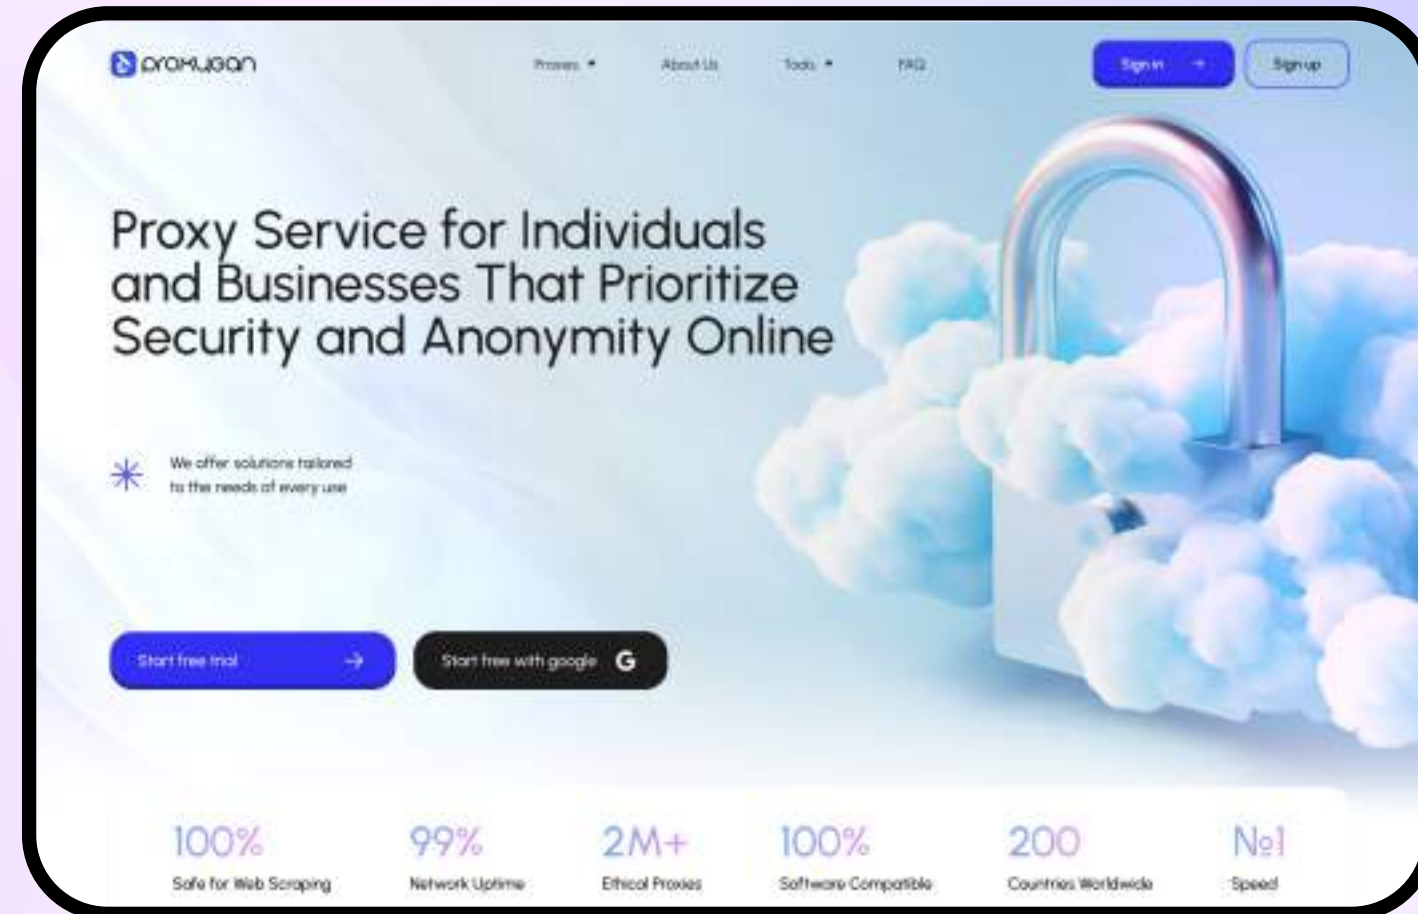 proxygan
Proxies
About Us
Tools
FAQ
Sign in
Sign up
Proxy Service for Individuals
and Businesses That Prioritize
Security and Anonymity Online
We offer solutions tailored
to the needs of every use
Start free trial
Start free with google G
100%
Safe for Web Scraping
99%
Network Uptime
2M+
Ethical Proxies
100%
Software Compatible
200
Countries Worldwide
№1
Speed